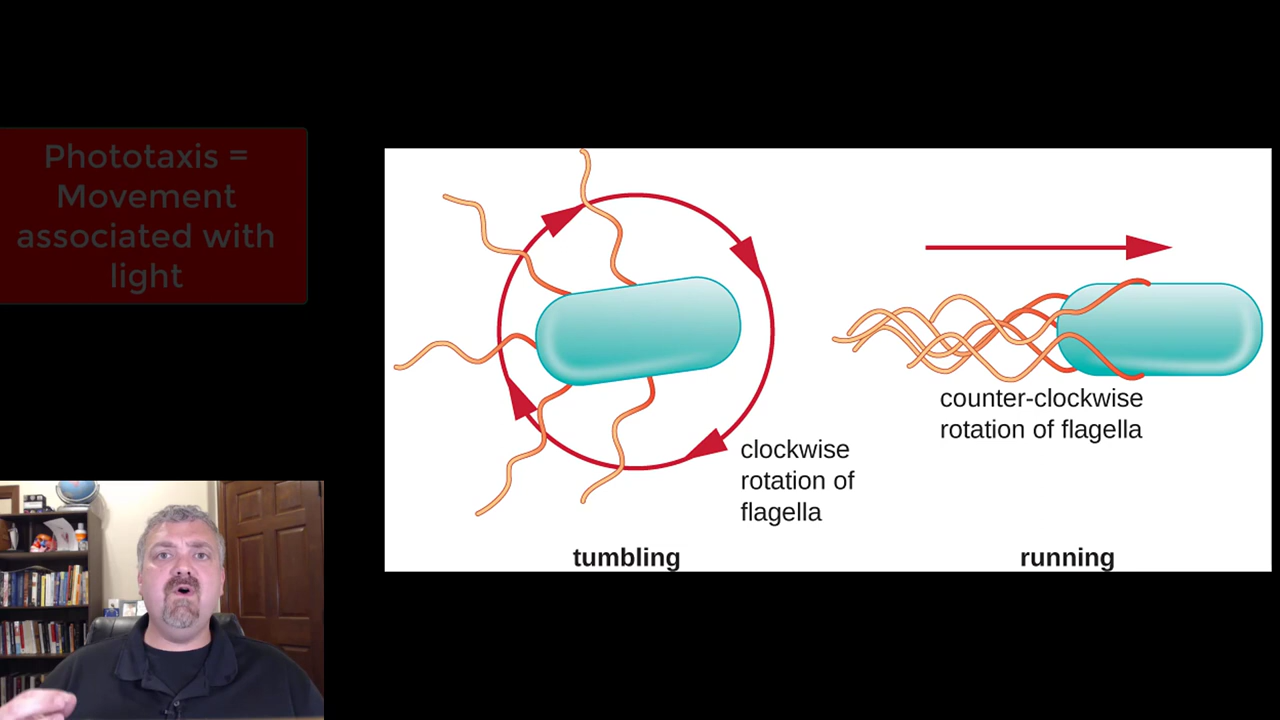 Phototaxis =
Movement
associated with
light
clockwise
rotation of
flagella
tumbling
counter-clockwise
rotation of flagella
running